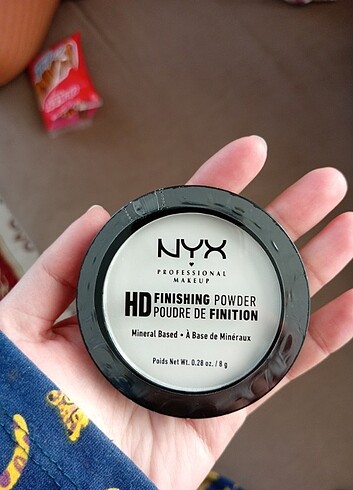 NYX
PROFESSIONAL
MAKEUP
HD FINISHING POWDER
POUDRE DE FINITION
Mineral Based • À Base de Minéraux
Poids Net Wt. 0.28 oz. / 8 g